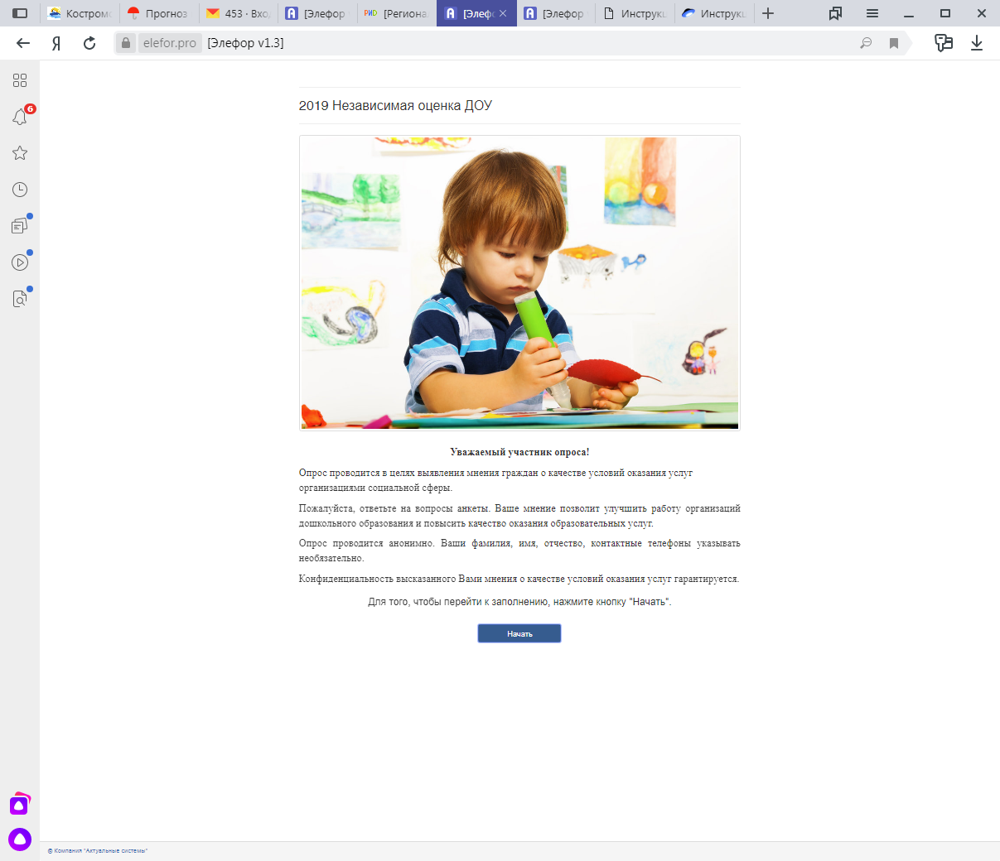 Костром
Прогноз
453 · Вхо
[Элефор
РИD
[Региона
[Элеф
[Элефор
Инструкц
Инструкц
Я
elefor.pro
[Элефор v1.3]
6
2019 Независимая оценка ДОУ
Уважаемый участник опроса!
Опрос проводится в целях выявления мнения граждан о качестве условий оказания услуг
организациями социальной сферы.
Пожалуйста, ответьте на вопросы анкеты. Ваше мнение позволит улучшить работу организаций
дошкольного образования и повысить качество оказания образовательных услуг.
Опрос проводится анонимно. Ваши фамилия, имя, отчество, контактные телефоны указывать
необязательно.
Конфиденциальность высказанного Вами мнения о качестве условий оказания услуг гарантируется.
Для того, чтобы перейти к заполнению, нажмите кнопку "Начать".
Начать
© Компания "Актуальные системы"